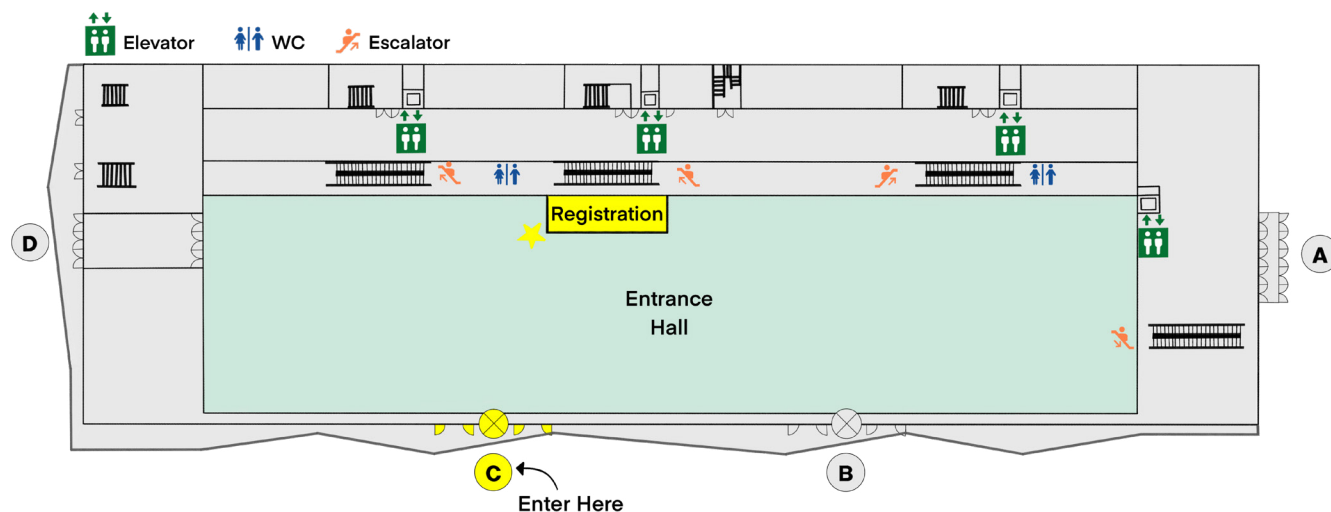 Elevator
WC
Escalator
Registration
D
A
Entrance
Hall
C
B
Enter Here